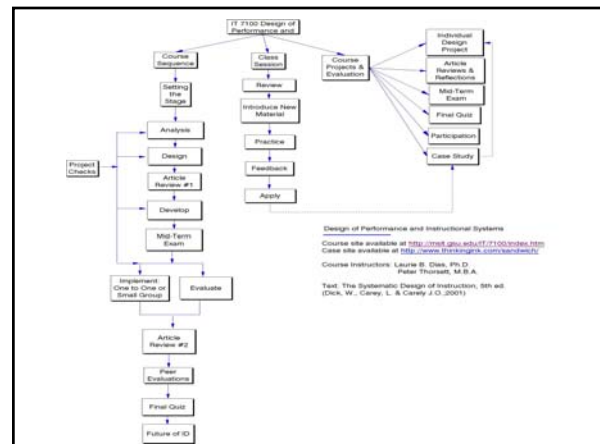 IT 7100 Design of
Performance and
Course
Sequence
Class
Session
Course
Projects &
Evaluation
Individual
Design
Project
Article
Reviews &
Reflections
Mid-Term
Exam
Final Quiz
Participation
Case Study
Setting
the
Stage
Review
Introduce New
Material
Practice
Feedback
Apply
Analysis
Design
Project
Checks
Article
Review #1
Develop
Mid-Term
Exam
Implement:
One to One or
Small Group
Evaluate
Article
Review #2
Peer
Evaluations
Final Quiz
Future of ID
Design of Performance and Instructional Systems
Course site available at http://msit.gsu.edu/IT/7100/index.htm
Case site available at http://www.thinkingink.com/sandwich/
Course Instructors: Laurie B. Dias, Ph.D.
Peter Thorsett, M.B.A.
Text: The Systematic Design of Instruction, 5th ed.
(Dick, W., Carey, L. & Carely J.O.,2001)